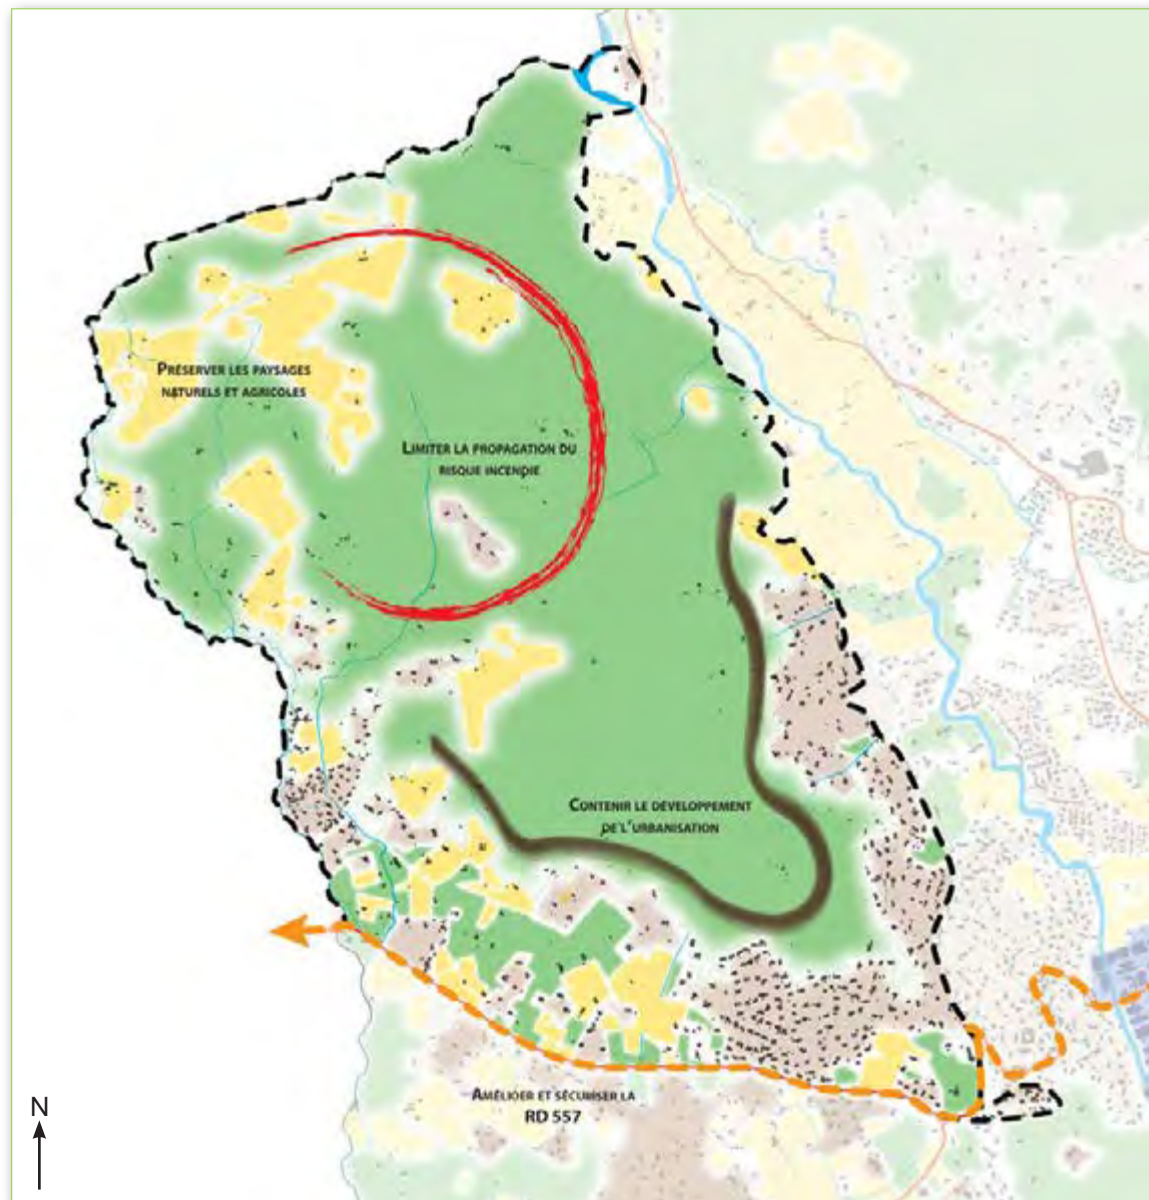 PRÉSERVER LES PAYSAGES
NATURELS ET AGRICOLES
LIMITER LA PROPAGATION DU
RISQUE INCENDIE
CONTENIR LE DÉVELOPPEMENT
DE L'URBANISATION
AMÉLIOER ET SÉCURISER LA
RD 557
N